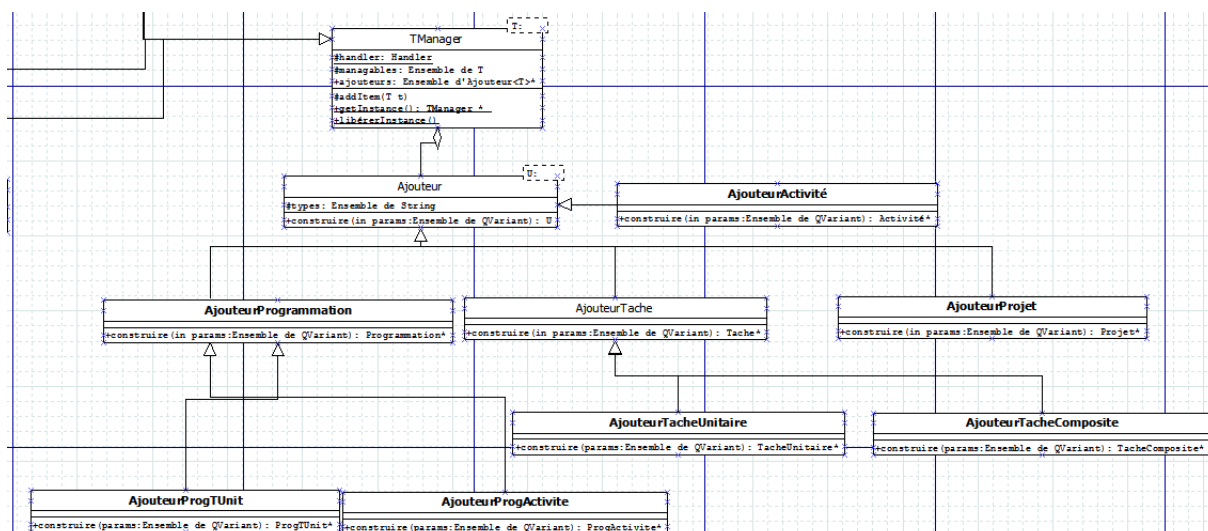 T:
TManager
#handler: Handler
#managables: Ensemble de T
+ajouteurs: Ensemble d'Ajouteur<T>*
#addItem(T t)
+getInstance(): TManager *
+libérerInstance()
U:
Ajouteur
#types: Ensemble de String
+construire(in params:Ensemble de QVariant): U
AjouteurActivité
+construire(in params:Ensemble de QVariant): Activité*
AjouteurProgrammation
+construire(in params:Ensemble de QVariant): Programmation*
AjouteurTache
+construire(in params:Ensemble de QVariant): Tache*
AjouteurProjet
+construire(in params:Ensemble de QVariant): Projet*
AjouteurTacheUnitaire
+construire(params:Ensemble de QVariant): TacheUnitaire*
AjouteurTacheComposite
+construire(params:Ensemble de QVariant): TacheComposite*
AjouteurProgTUnit
+construire(params:Ensemble de QVariant): ProgTUnit*
AjouteurProgActivite
+construire(params:Ensemble de QVariant): ProgActivite*